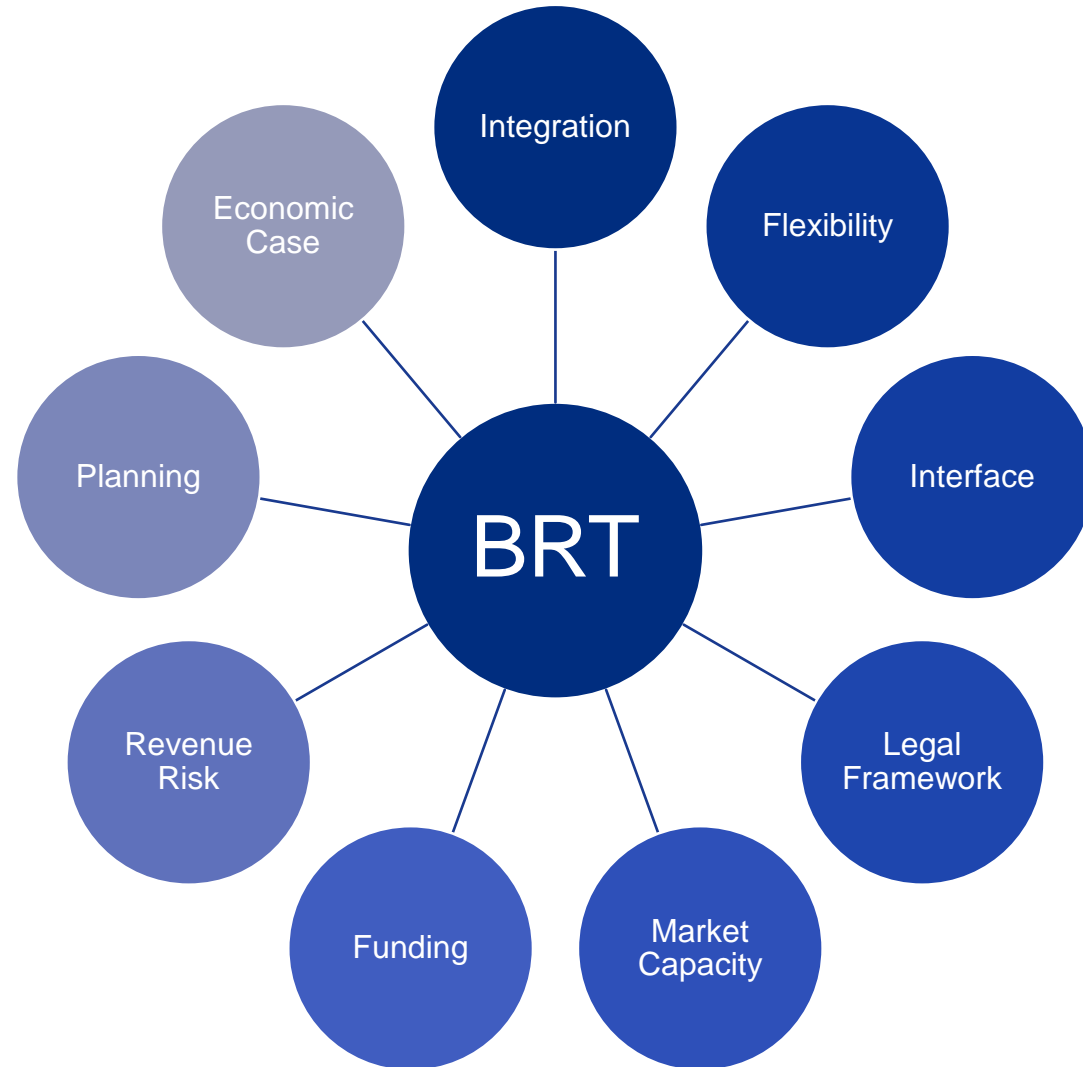 Integration
Flexibility
Interface
Legal
Framework
Market
Capacity
Funding
Revenue
Risk
Planning
Economic
Case
BRT